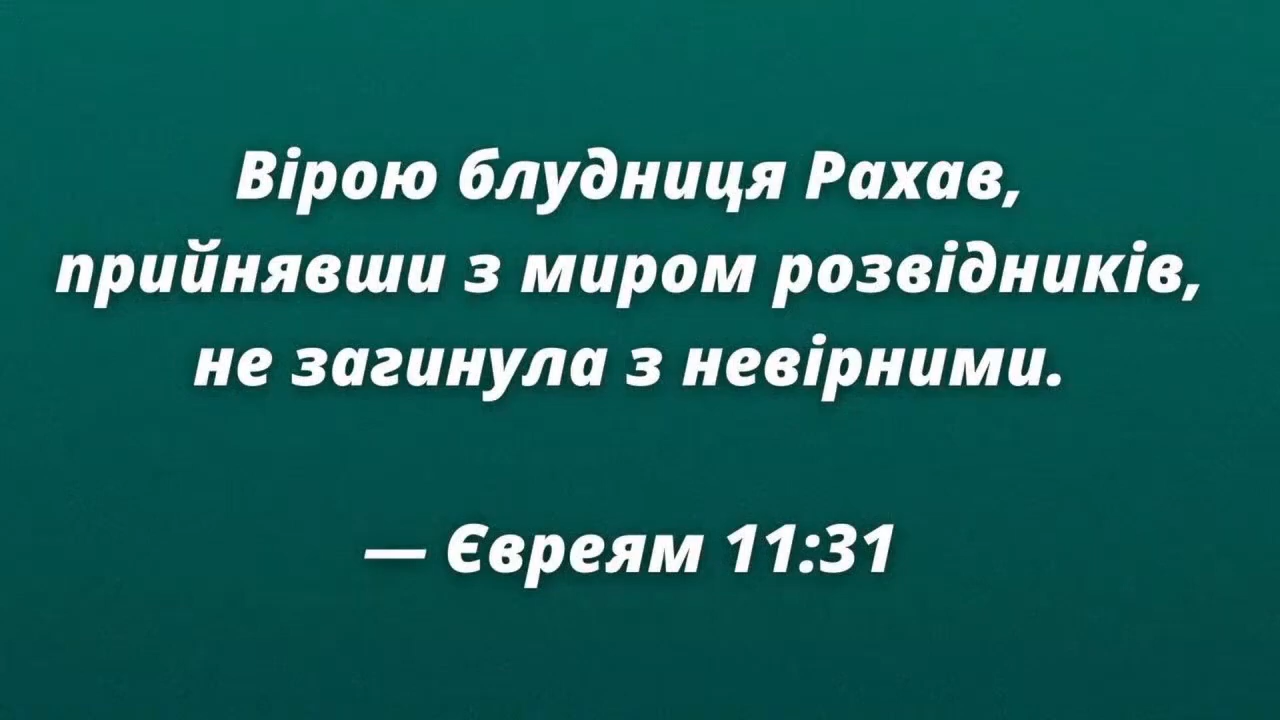 Вірою блудниця Рахав,
прийнявши з миром розвідників,
не загинула з невірними.
— Євреям 11:31